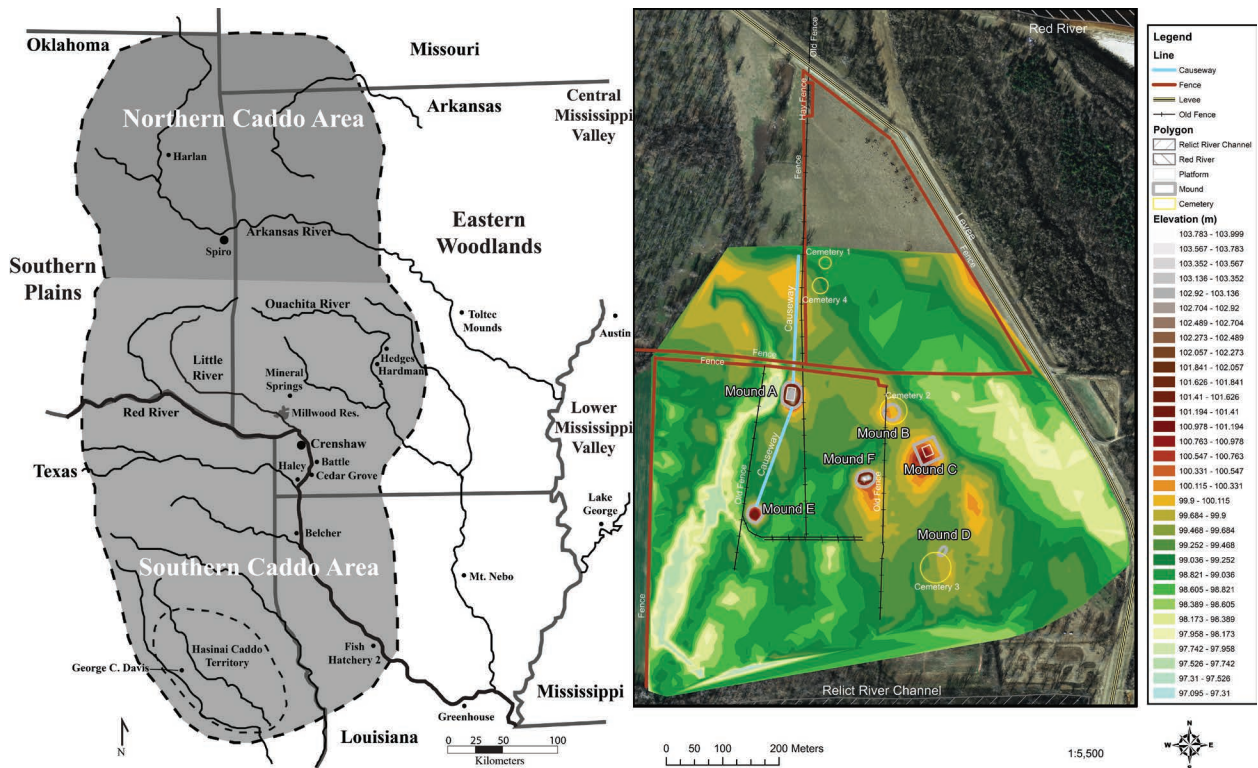 Oklahoma
Missouri
Arkansas
Central
Mississippi
Valley
Northern Caddo Area
Harlan
Arkansas River
Spiro
Eastern
Woodlands
Southern
Plains
Ouachita River
Toltec
Mounds
Austin
Little
River
Mineral
Springs
Hedges
Hardman
Red River
Millwood Res.
Lower
Mississippi
Valley
Crenshaw
Texas
Haley
Battle
Cedar Grove
Lake
George
Belcher
Southern Caddo Area
Mt. Nebo
Hasinai Caddo
Territory
George C. Davis
Fish
Hatchery 2
Mississippi
Greenhouse
N
Louisiana
0 25 50 100
Kilometers
Red River
Old Fence
Hay Fence
Fence
Levee
Fence
Cemetery 1
Cemetery 4
Causeway
Fence
Fence
Mound A
Cemetery 2
Mound B
Causeway
Mound F
Mound C
Old Fence
Old Fence
Mound E
Mound D
Cemetery 3
Fence
Relict River Channel
0 50 100 200 Meters
1:5,500
N
W E
S
Legend
Line
Causeway
Fence
Levee
Old Fence
Polygon
Relict River Channel
Red River
Platform
Mound
Cemetery
Elevation (m)
103.783 - 103.999
103.567 - 103.783
103.352 - 103.567
103.136 - 103.352
102.92 - 103.136
102.704 - 102.92
102.489 - 102.704
102.273 - 102.489
102.057 - 102.273
101.841 - 102.057
101.626 - 101.841
101.41 - 101.626
101.194 - 101.41
100.978 - 101.194
100.763 - 100.978
100.547 - 100.763
100.331 - 100.547
100.115 - 100.331
99.9 - 100.115
99.684 - 99.9
99.468 - 99.684
99.252 - 99.468
99.036 - 99.252
98.821 - 99.036
98.605 - 98.821
98.389 - 98.605
98.173 - 98.389
97.958 - 98.173
97.742 - 97.958
97.526 - 97.742
97.31 - 97.526
97.095 - 97.31